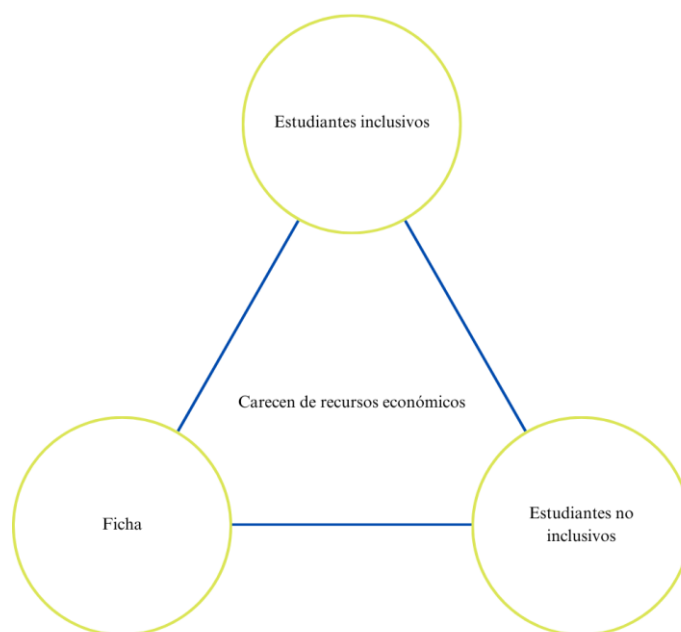 Estudiantes inclusivos
Carecen de recursos económicos
Ficha
Estudiantes no
inclusivos